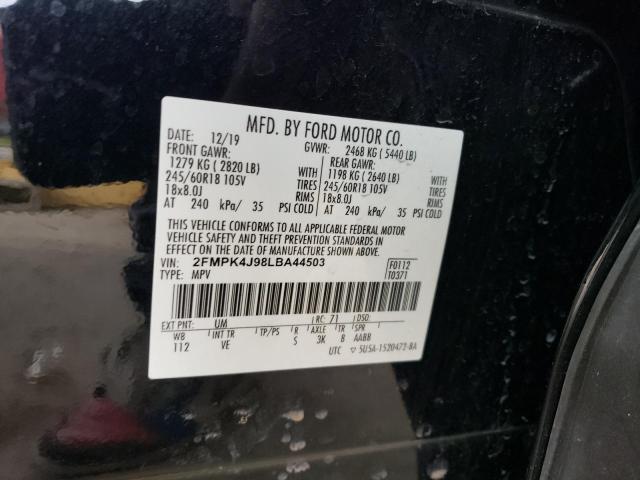 MFD. BY FORD MOTOR CO.
DATE: 12/19 GVWR: 2468 KG ( 5440 LB)
FRONT GAWR: REAR GAWR:
1279 KG ( 2820 LB) WITH 1198 KG ( 2640 LB) WITH
245/60R18 105V TIRES 245/60R18 105V TIRES
18x8.0J RIMS 18x8.0J RIMS
AT 240 kPa/ 35 PSI COLD AT 240 kPa/ 35 PSI COLD
THIS VEHICLE CONFORMS TO ALL APPLICABLE FEDERAL MOTOR
VEHICLE SAFETY AND THEFT PREVENTION STANDARDS IN
EFFECT ON THE DATE OF MANUFACTURE SHOWN ABOVE.
VIN: 2FMPK4J98LBA44503 F0112
TYPE: MPV T0371
EXT PNT: UM RC: 71 DSO:
WB INT TR TP/PS R AXLE TR SPR
112 VE S 3K 8 AABB
UTC 5U5A-1520472-BA